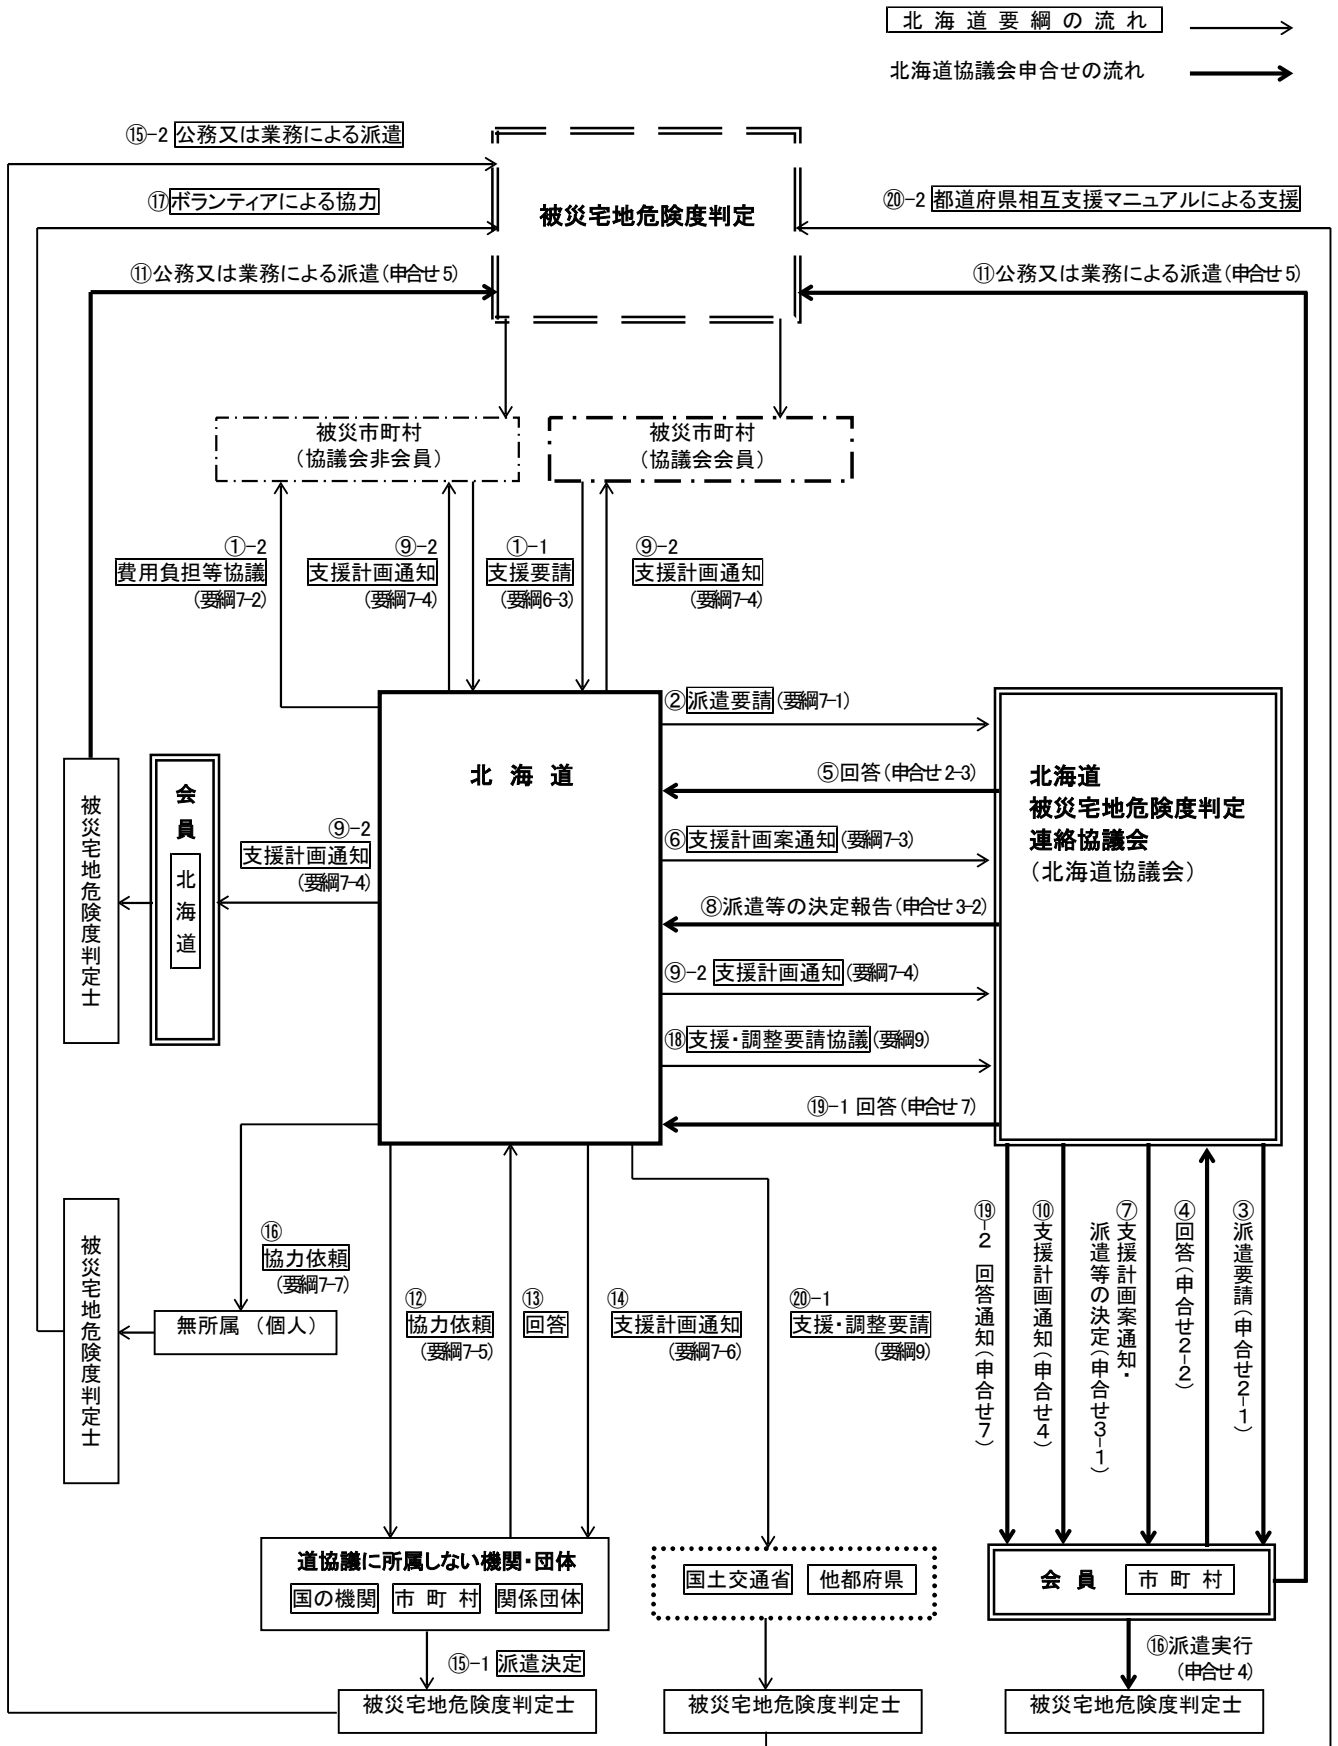 北海道要綱の流れ
北海道協議会申合せの流れ
⑮-2 公務又は業務による派遣
⑰ボランティアによる協力
被災宅地危険度判定
⑳-2 都道府県相互支援マニュアルによる支援
⑪公務又は業務による派遣(申合せ5)
⑪公務又は業務による派遣(申合せ5)
被災市町村
（協議会非会員）
被災市町村
（協議会会員）
①-2
費用負担等協議
(要綱7-2)
⑨-2
支援計画通知
(要綱7-4)
①-1
支援要請
(要綱6-3)
⑨-2
支援計画通知
(要綱7-4)
②派遣要請(要綱7-1)
北海道
⑤回答(申合せ2-3)
⑥支援計画案通知(要綱7-3)
⑧派遣等の決定報告(申合せ3-2)
⑨-2 支援計画通知(要綱7-4)
⑱支援・調整要請協議(要綱9)
⑲-1 回答(申合せ7)
北海道
被災宅地危険度判定
連絡協議会
（北海道協議会）
被災宅地危険度判定士
会員
北海道
⑨-2
支援計画通知
(要綱7-4)
被災宅地危険度判定士
⑯
協力依頼
(要綱7-7)
無所属（個人）
⑫
協力依頼
(要綱7-5)
⑬
回答
⑭
支援計画通知
(要綱7-6)
⑳-1
支援・調整要請
(要綱9)
⑲-2 回答通知(申合せ7)
⑩支援計画通知(申合せ4)
⑦支援計画案通知・
派遣等の決定(申合せ3-1)
④回答(申合せ2-2)
③派遣要請(申合せ2-1)
道協議に所属しない機関・団体
国の機関 市町村 関係団体
国土交通省 他都府県
会員 市町村
⑮-1 派遣決定
⑯派遣実行
(申合せ4)
被災宅地危険度判定士
被災宅地危険度判定士
被災宅地危険度判定士